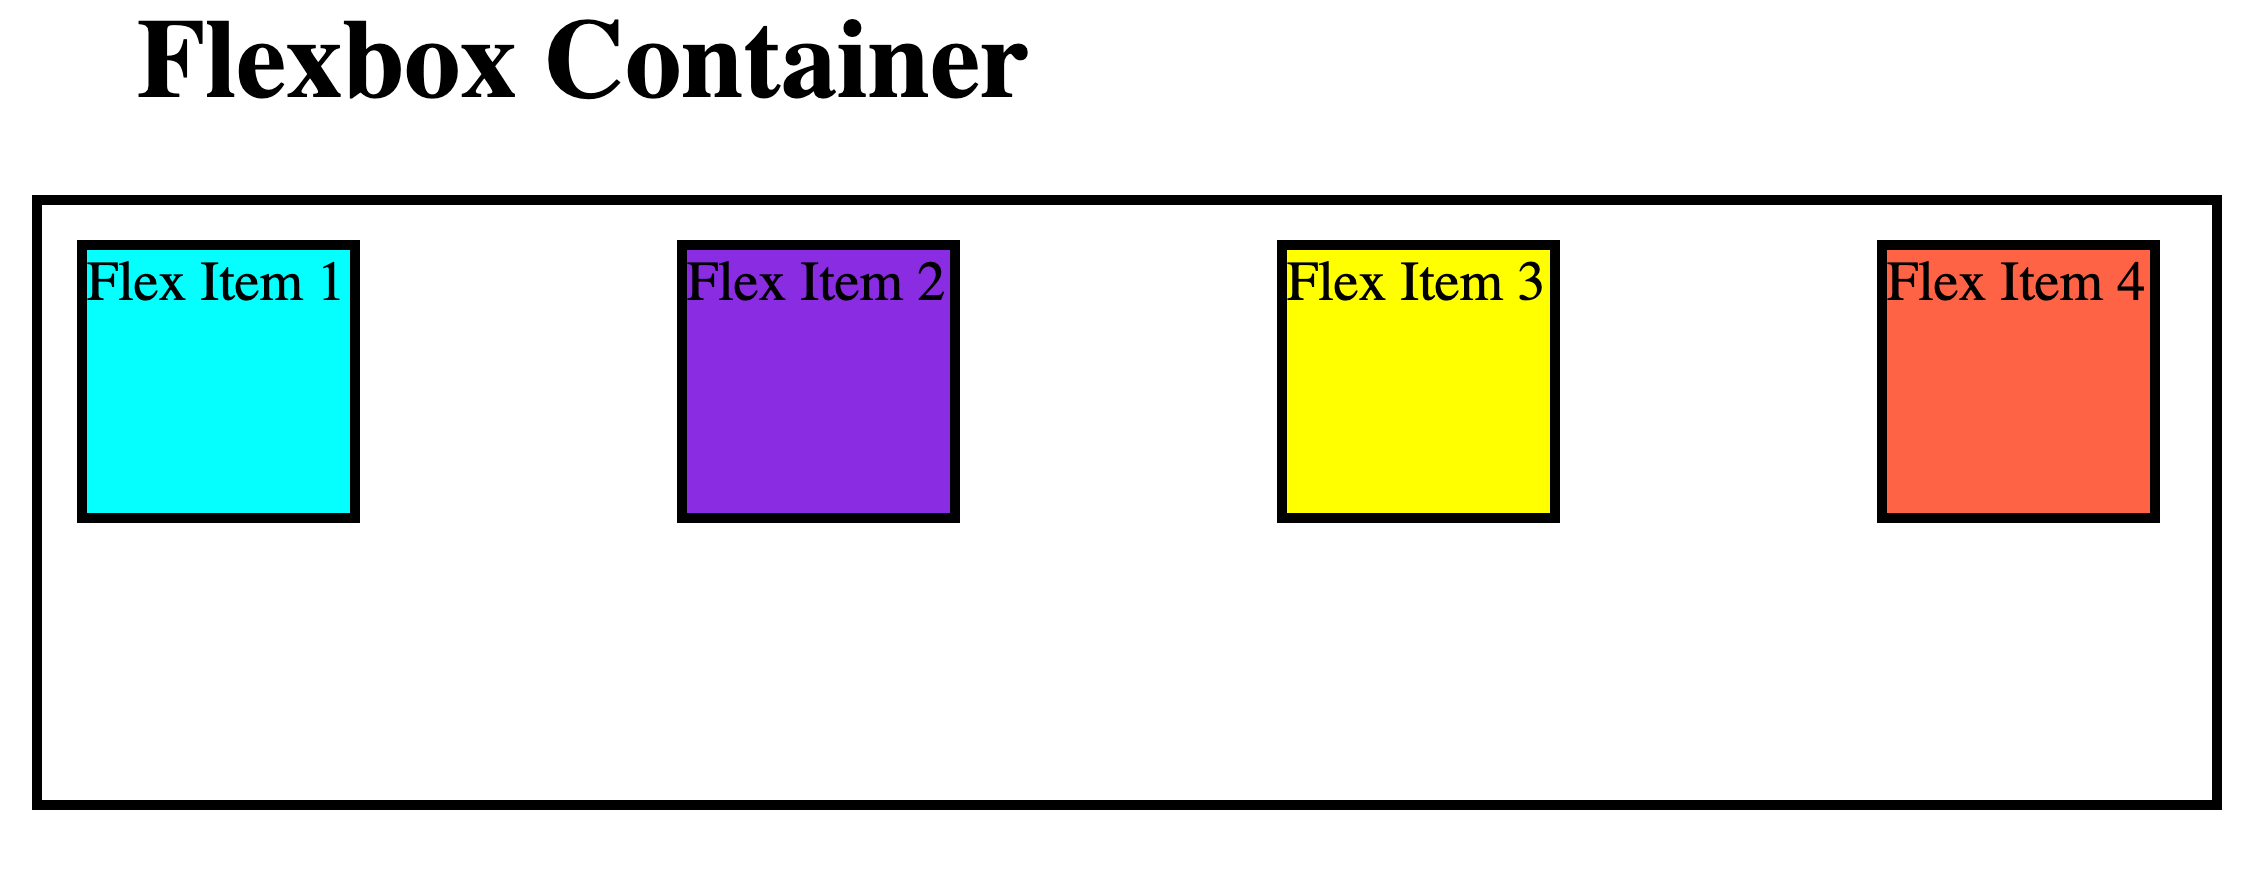 Flexbox Container
Flex Item 1
Flex Item 2
Flex Item 3
Flex Item 4